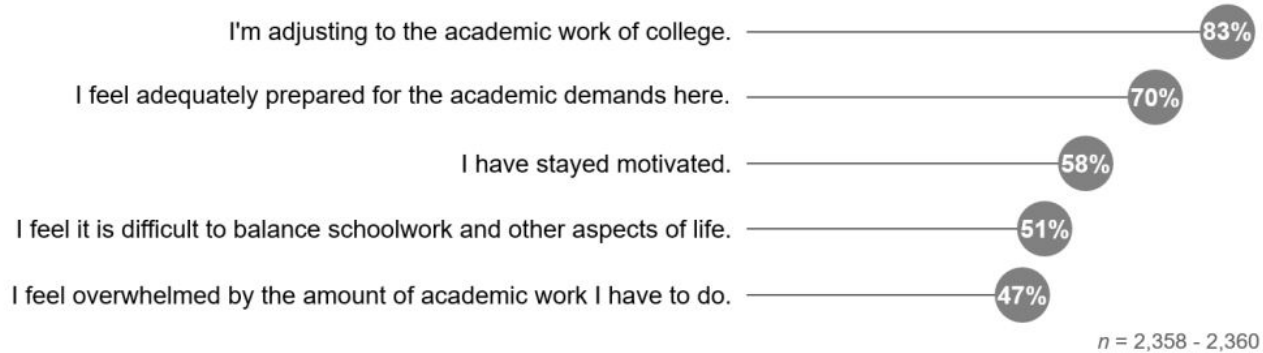 I'm adjusting to the academic work of college. 83%
I feel adequately prepared for the academic demands here. 70%
I have stayed motivated. 58%
I feel it is difficult to balance schoolwork and other aspects of life. 51%
I feel overwhelmed by the amount of academic work I have to do. 47%
n = 2,358 - 2,360